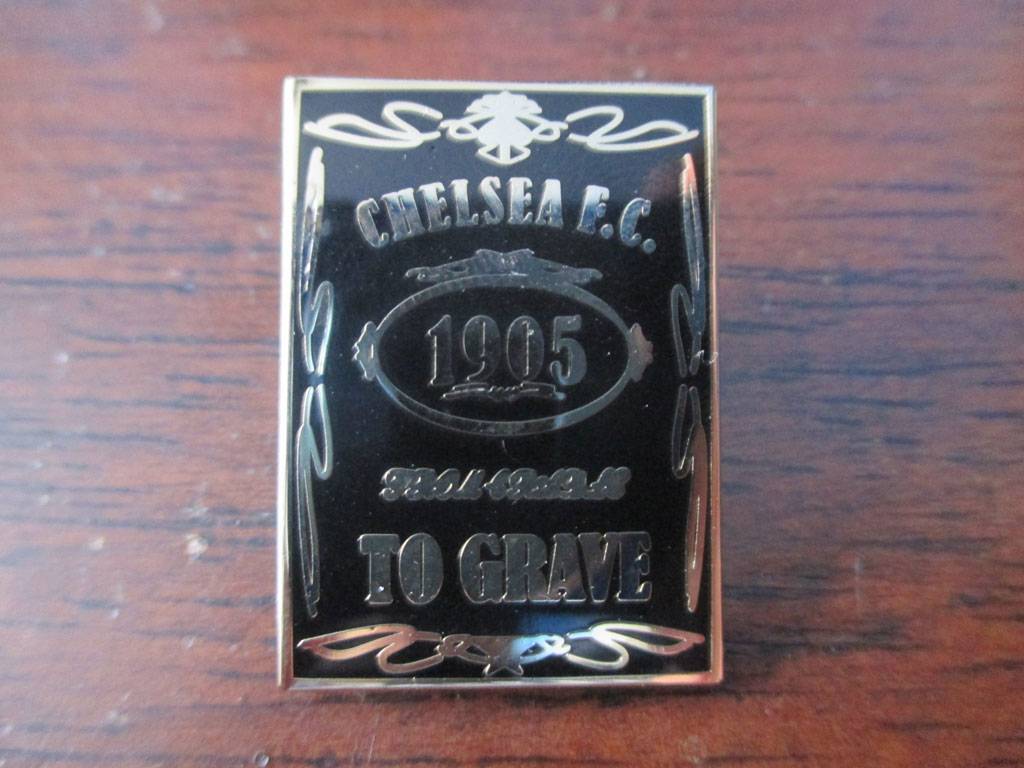 CHELSEA F.C.
1905
TO GRAVE